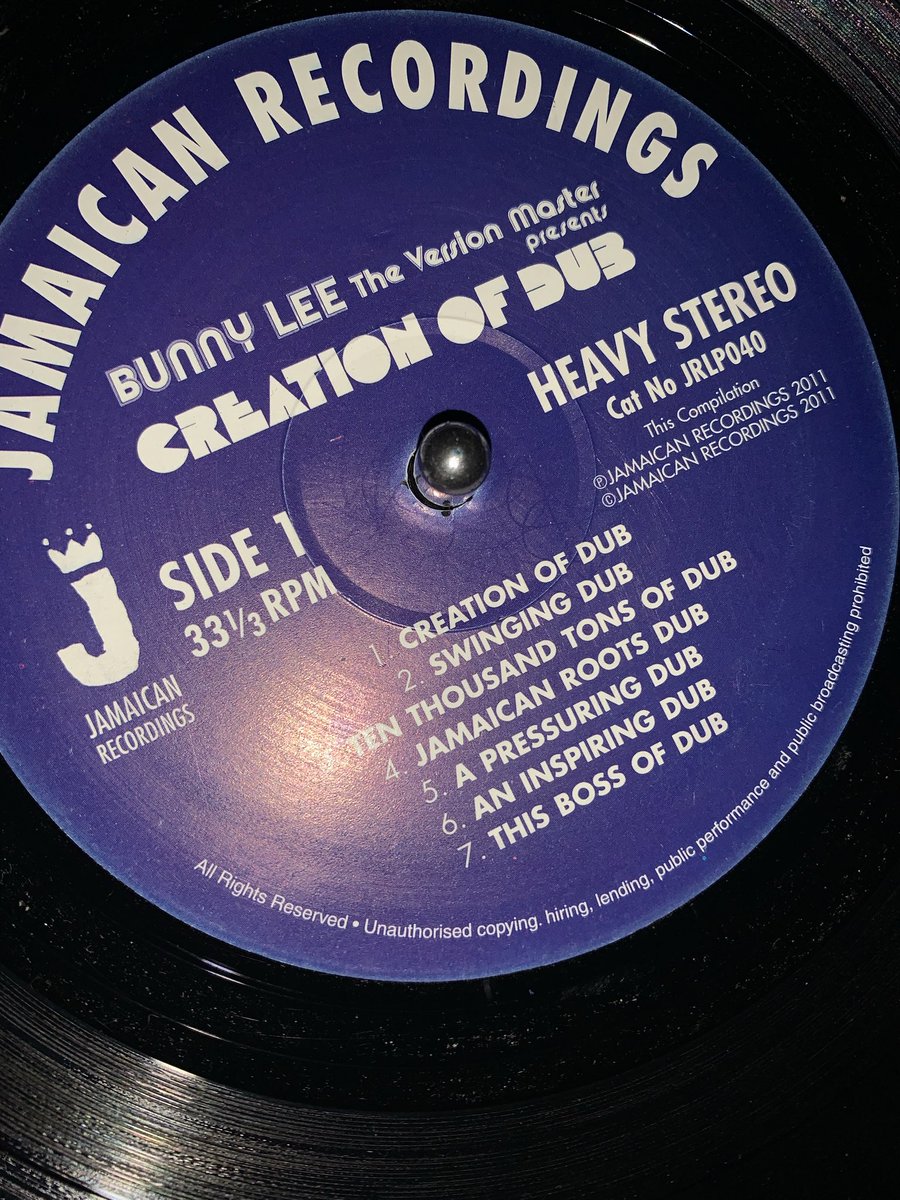 JAMAICAN RECORDINGS
BUNNY LEE The Version Master
presents
CREATION OF DUB
HEAVY STEREO
Cat No JRLP040
This Compilation
ⓅJAMAICAN RECORDINGS 2011
©JAMAICAN RECORDINGS 2011
SIDE 1
33⅓ RPM
J
JAMAICAN
RECORDINGS
1. CREATION OF DUB
2. SWINGING DUB
TEN THOUSAND TONS OF DUB
4. JAMAICAN ROOTS DUB
5. A PRESSURING DUB
6. AN INSPIRING DUB
7. THIS BOSS OF DUB
All Rights Reserved • Unauthorised copying. hiring, lending, public performance and public broadcasting prohibited